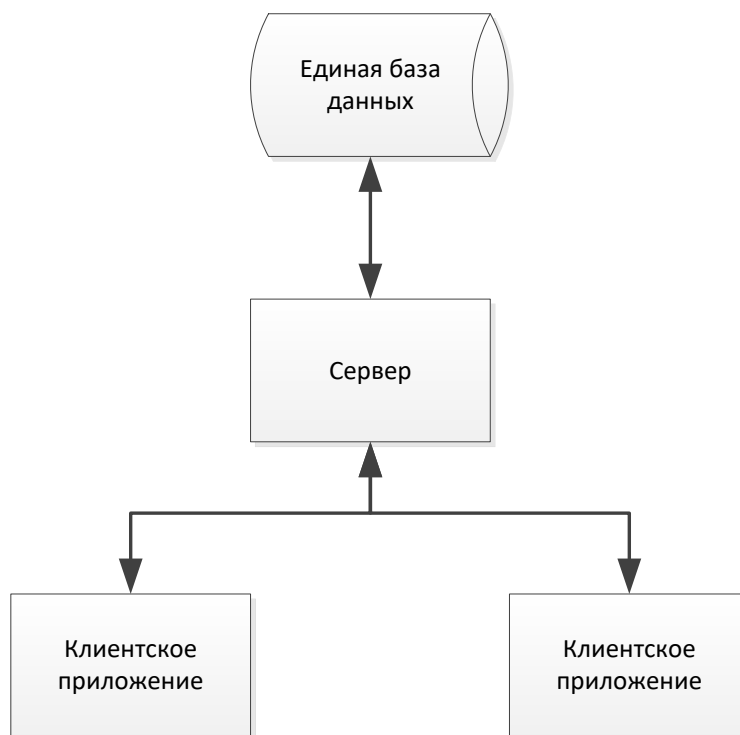 Единая база
данных
Сервер
Клиентское
приложение
Клиентское
приложение